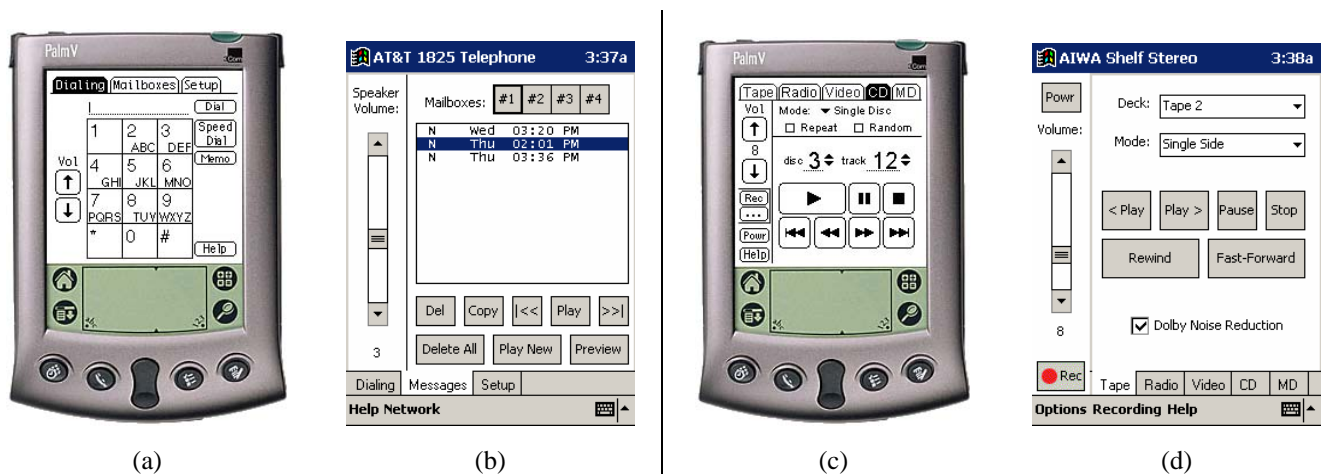 PalmV
3Com
Dialing Mailboxes Setup
Dial
1 2 ABC 3 DEF
Speed Dial
Memo
Vol
4 GHI 5 JKL 6 MNO
7 PQRS 8 TUV 9 WXYZ
* 0 #
Help
(a)
AT&T 1825 Telephone 3:37a
Speaker Volume:
Mailboxes: #1 #2 #3 #4
N Wed 03:20 PM
N Thu 02:01 PM
N Thu 03:36 PM
Del Copy |<< Play >>|
3
Delete All Play New Preview
Dialing Messages Setup
Help Network
(b)
PalmV
3Com
Tape Radio Video CD MD
Vol Mode: Single Disc
Repeat Random
8
disc 3 track 12
Rec
...
Powr
Help
(c)
AIWA Shelf Stereo 3:38a
Powr
Deck: Tape 2
Volume:
Mode: Single Side
< Play Play > Pause Stop
Rewind Fast-Forward
8
Dolby Noise Reduction
Rec
Tape Radio Video CD MD
Options Recording Help
(d)